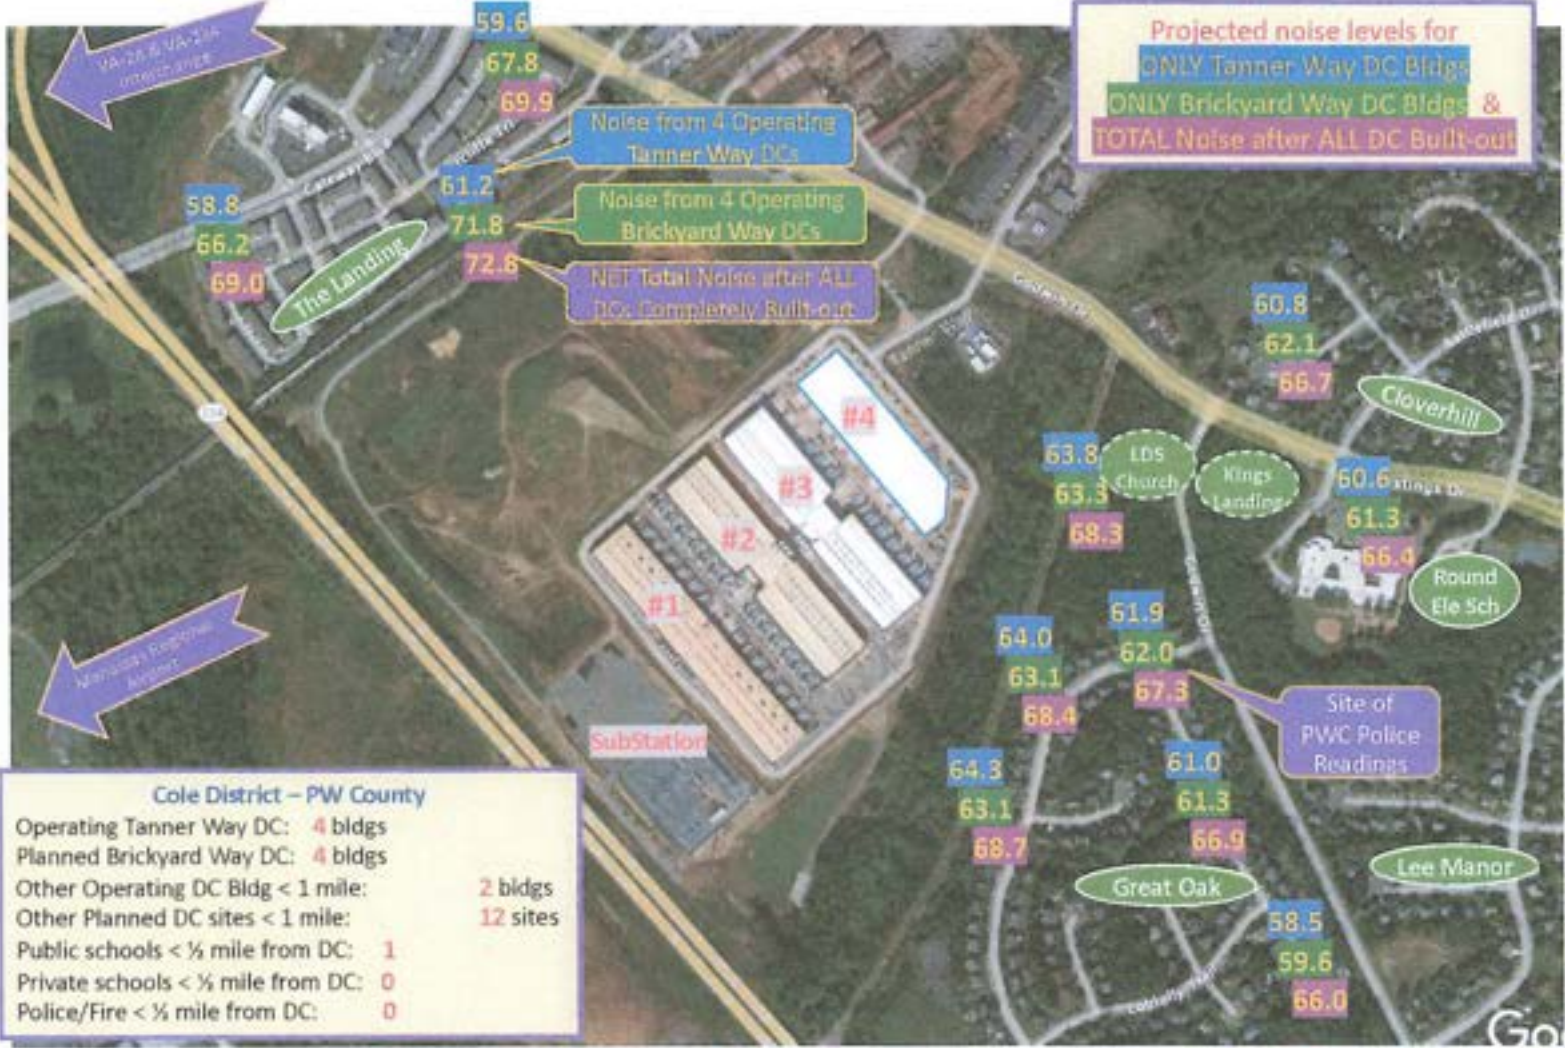 59.6
67.8
69.9
VA-28 & VA-234
Interchange
Projected noise levels for
ONLY Tanner Way DC Bldgs
ONLY Brickyard Way DC Bldgs &
TOTAL Noise after ALL DC Built-out
Noise from 4 Operating
Tanner Way DCs
61.2
71.8
72.8
Noise from 4 Operating
Brickyard Way DCs
NET Total Noise after ALL
DCs Completely Built-out
58.8
66.2
69.0
Gateway
The Landing
234
60.8
62.1
66.7
Cloverhill
#4
#3
#2
#1
63.8
63.3
68.3
LDS
Church
Kings
Landing
60.6
61.3
66.4
Round
Ele Sch
61.9
62.0
67.3
64.0
63.1
68.4
Site of
PWC Police
Readings
Manassas Regional
Airport
SubStation
64.3
63.1
68.7
61.0
61.3
66.9
Great Oak
Lee Manor
58.5
59.6
66.0
Cole District – PW County
Operating Tanner Way DC: 4 bldgs
Planned Brickyard Way DC: 4 bldgs
Other Operating DC Bldg < 1 mile: 2 bldgs
Other Planned DC sites < 1 mile: 12 sites
Public schools < ½ mile from DC: 1
Private schools < ½ mile from DC: 0
Police/Fire < ½ mile from DC: 0
Go